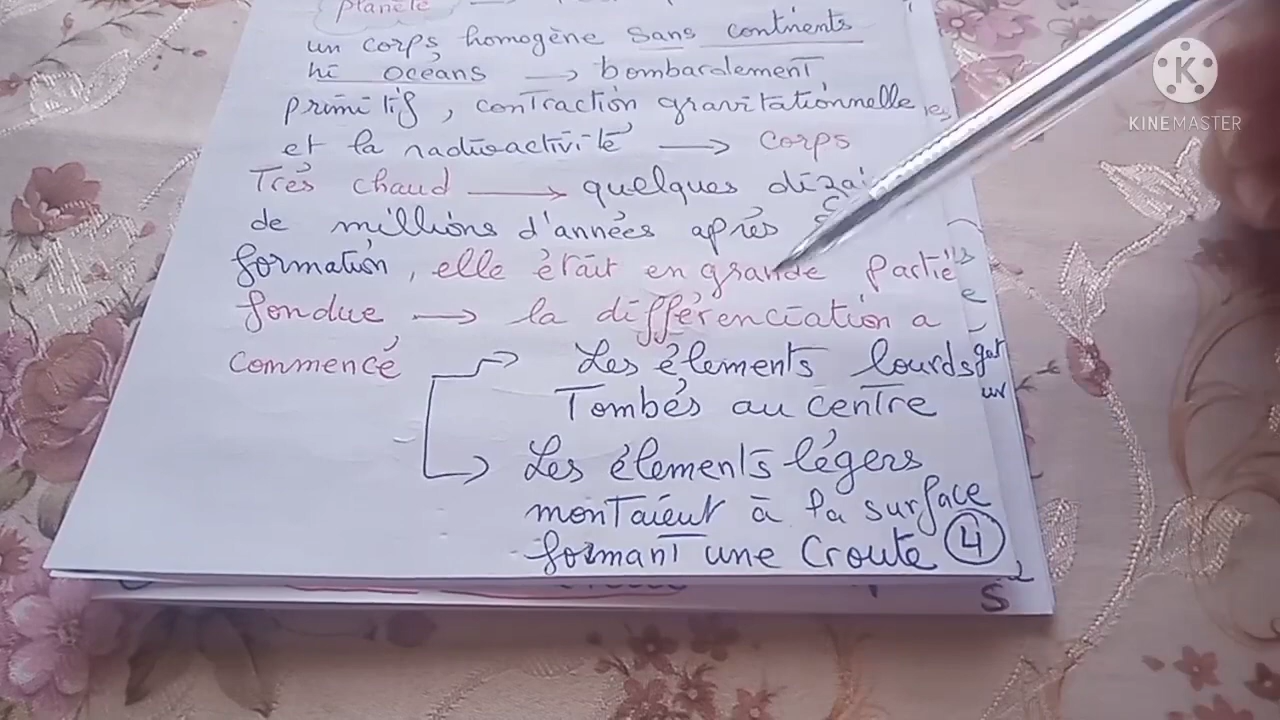 planète
un corps homogène sans continents
ni océans → bombardement
primitif, contraction gravitationnelle
et la radioactivité → corps
Très chaud → quelques dizai
de millions d'années après
formation, elle était en grande partie
fondue → la différenciation a
commencé
Les élements lourds
Tombés au centre
Les élements légers
montaient à la surface
formant une croute 4
KINEMASTER